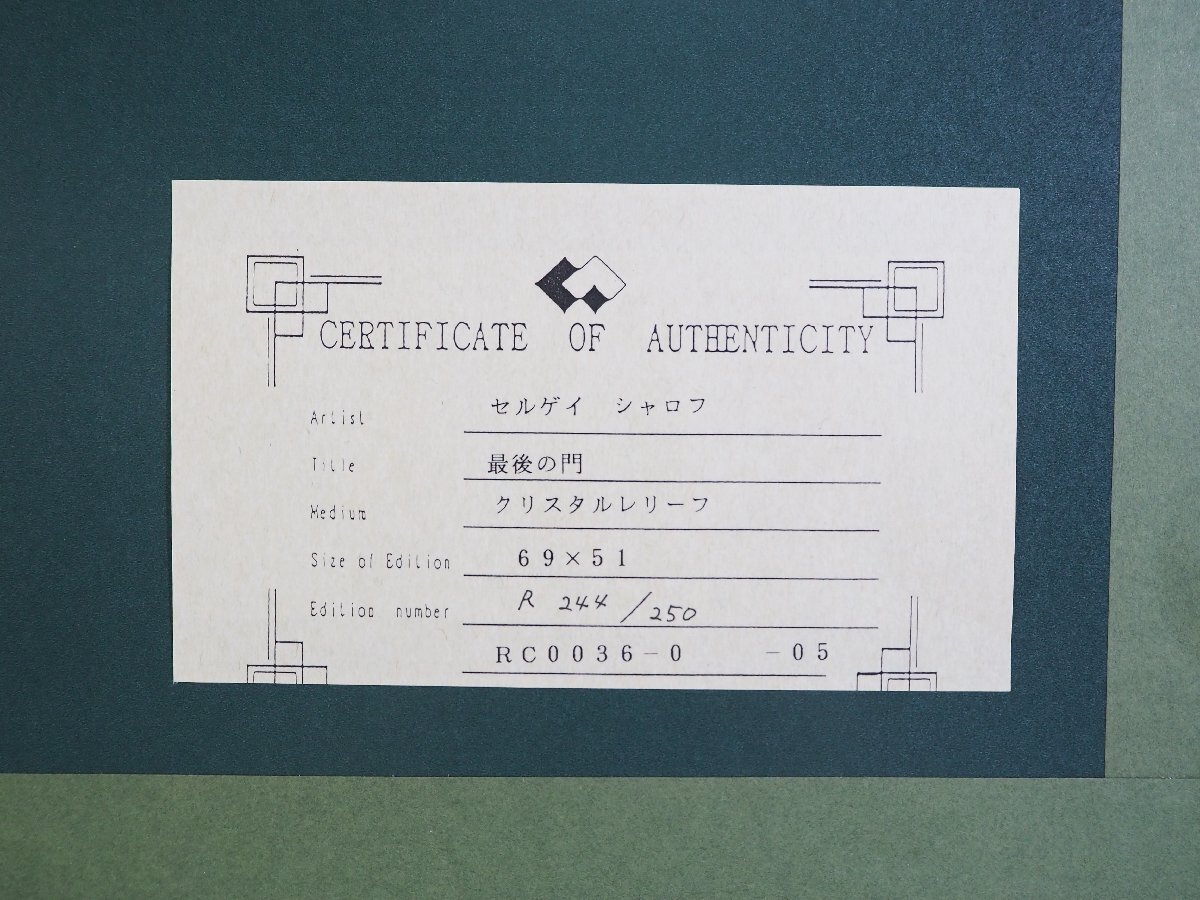 CERTIFICATE OF AUTHENTICITY
Artist セルゲイ シャロフ
Title 最後の門
Medium クリスタルレリーフ
Size of Edition 69×51
Edition number R 244/250
RC0036-0 -05